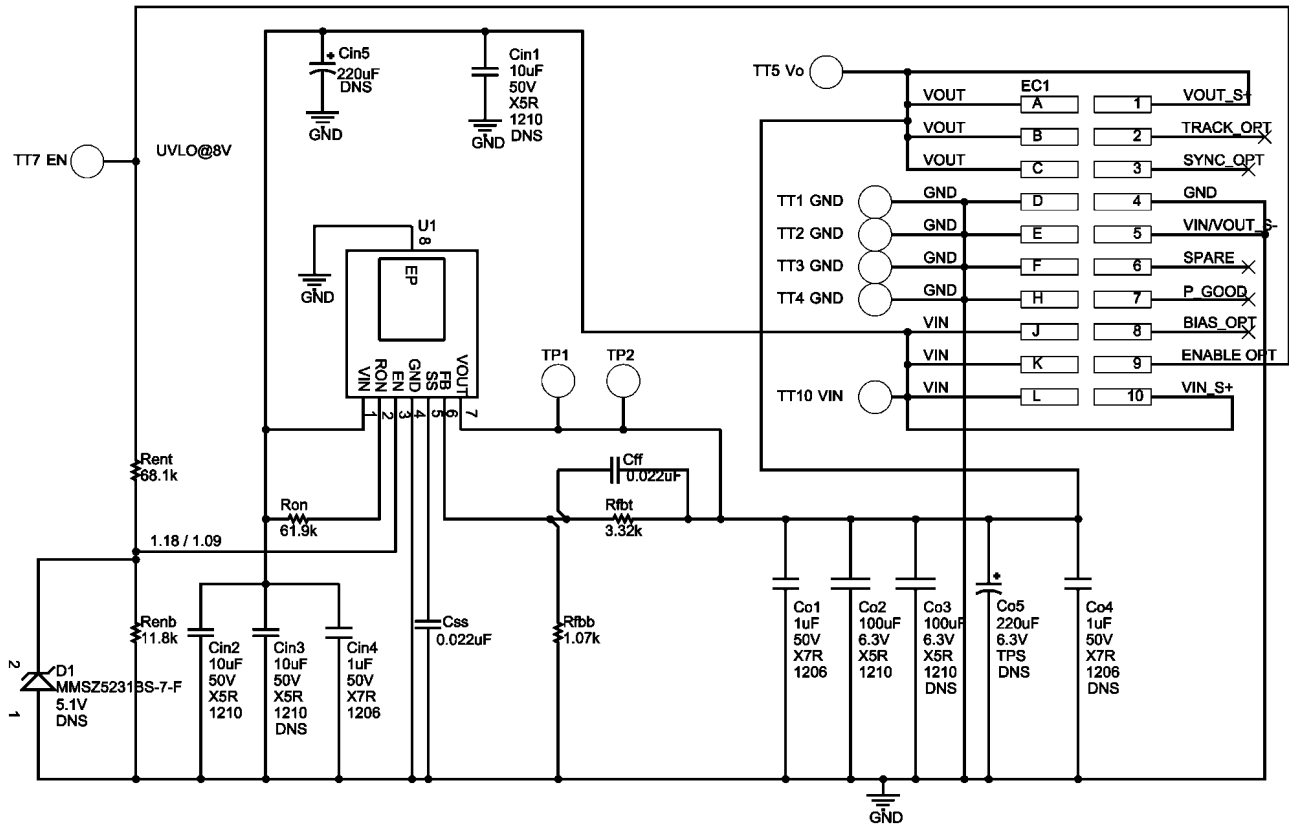 Cin5
220uF
DNS
GND
Cin1
10uF
50V
X5R
1210
DNS
GND
TT7 EN
UVLO@8V
TT5 Vo
EC1
VOUT
A
1
VOUT_S+
VOUT
B
2
TRACK_OPT
VOUT
C
3
SYNC_OPT
TT1 GND
GND
D
4
GND
TT2 GND
GND
E
5
VIN/VOUT_S-
TT3 GND
GND
F
6
SPARE
TT4 GND
GND
H
7
P_GOOD
VIN
J
8
BIAS_OPT
VIN
K
9
ENABLE OPT
TT10 VIN
VIN
L
10
VIN_S+
U1
8
EP
GND
VIN
RON
EN
GND
SS
FB
VOUT
1
2
3
4
5
6
7
TP1
TP2
Rent
68.1k
Ron
61.9k
Cff
0.022uF
Rfbt
3.32k
1.18 / 1.09
Renb
11.8k
2
D1
MMSZ5231BS-7-F
5.1V
DNS
1
Cin2
10uF
50V
X5R
1210
Cin3
10uF
50V
X5R
1210
DNS
Cin4
1uF
50V
X7R
1206
Css
0.022uF
Rfbb
1.07k
Co1
1uF
50V
X7R
1206
Co2
100uF
6.3V
X5R
1210
Co3
100uF
6.3V
X5R
1210
DNS
Co5
220uF
6.3V
TPS
DNS
Co4
1uF
50V
X7R
1206
DNS
GND